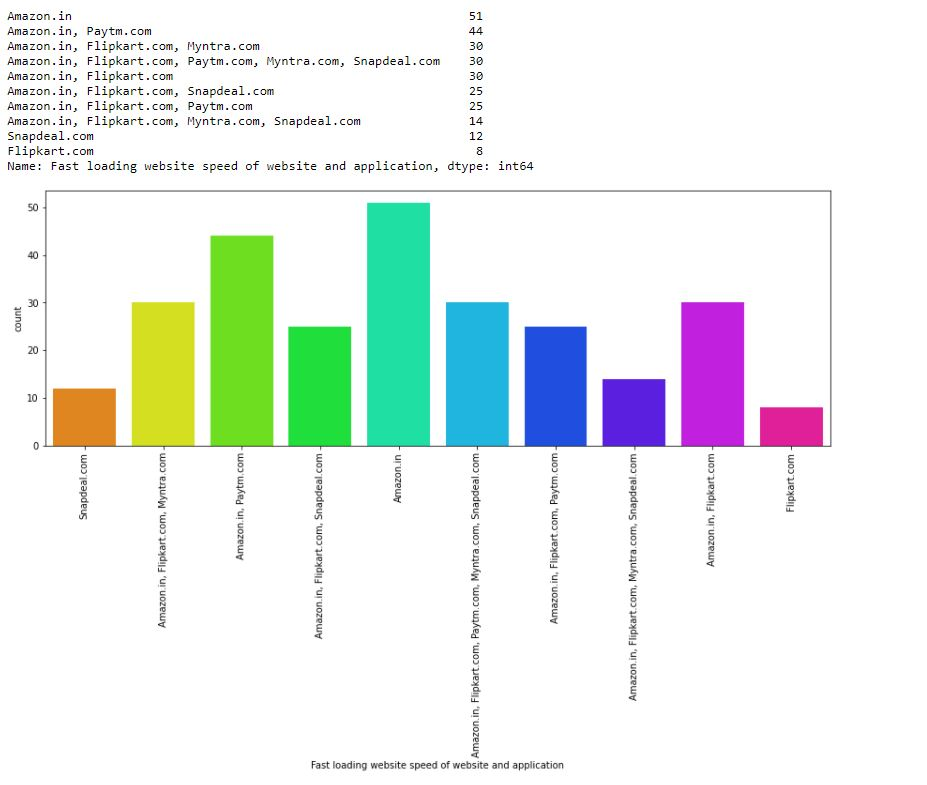 Amazon.in 51
Amazon.in, Paytm.com 44
Amazon.in, Flipkart.com, Myntra.com 30
Amazon.in, Flipkart.com, Paytm.com, Myntra.com, Snapdeal.com 30
Amazon.in, Flipkart.com 30
Amazon.in, Flipkart.com, Snapdeal.com 25
Amazon.in, Flipkart.com, Paytm.com 25
Amazon.in, Flipkart.com, Myntra.com, Snapdeal.com 14
Snapdeal.com 12
Flipkart.com 8
Name: Fast loading website speed of website and application, dtype: int64
50
40
30
20
10
0
count
Snapdeal.com
Amazon.in, Flipkart.com, Myntra.com
Amazon.in, Paytm.com
Amazon.in, Flipkart.com, Snapdeal.com
Amazon.in
Amazon.in, Flipkart.com, Paytm.com, Myntra.com, Snapdeal.com
Amazon.in, Flipkart.com, Paytm.com
Amazon.in, Flipkart.com, Myntra.com, Snapdeal.com
Amazon.in, Flipkart.com
Flipkart.com
Fast loading website speed of website and application